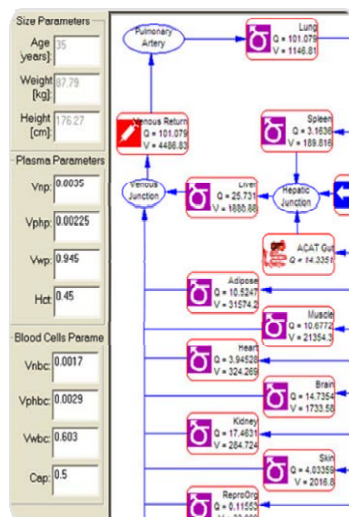 Size Parameters
Age
years]:
35
Weight
[kg]:
87.79
Height
[cm]:
176.27
Plasma Parameters
Vnp:
0.0035
Vphp:
0.00225
Vwp:
0.945
Hct:
0.45
Blood Cells Parame
Vnbc:
0.0017
Vphbc:
0.0029
Vwbc:
0.603
Cap:
0.5
Pulmonary
Artery
Lung
Q = 101.079
V = 1146.81
Venous Return
Q = 101.079
V = 4486.83
Spleen
Q = 3.1636
V = 189.816
Venous
Junction
Liver
Q = 25.731
V = 1880.88
Hepatic
Junction
ACAT Gut
Q = 14.3351
Adipose
Q = 10.5247
V = 31574.2
Muscle
Q = 10.6772
V = 21354.3
Heart
Q = 3.94528
V = 324.269
Brain
Q = 14.7354
V = 1733.58
Kidney
Q = 17.4631
V = 284.724
Skin
Q = 4.03359
V = 2016.8
ReproOrg
Q = 0.11553